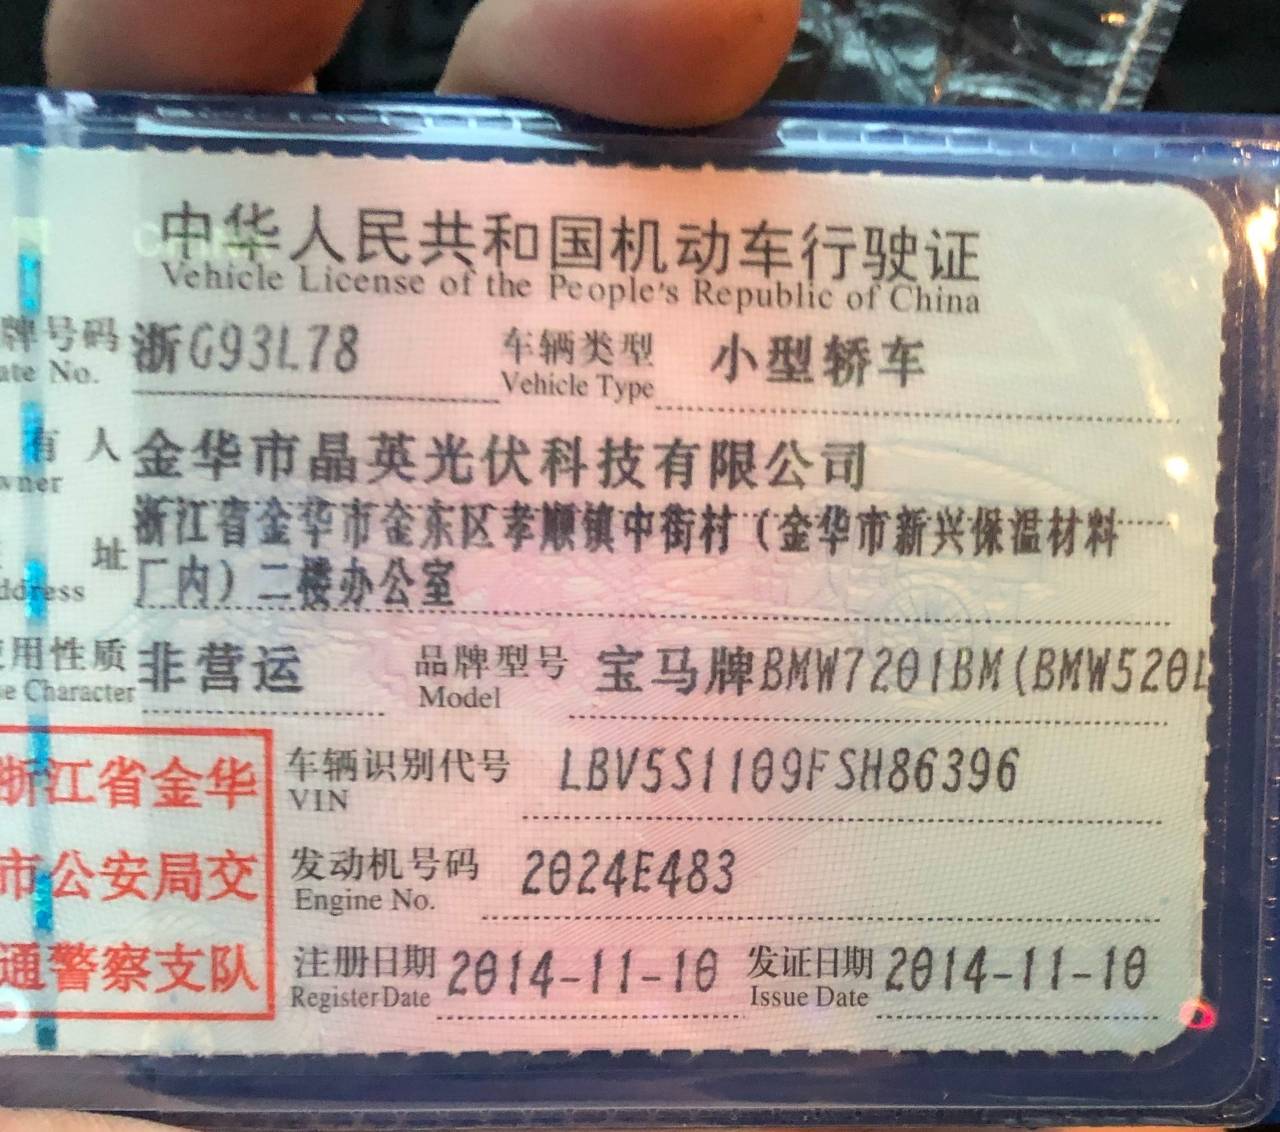 中华人民共和国机动车行驶证
Vehicle License of the People's Republic of China
牌号码 浙G93L78 车辆类型 小型轿车
ate No. Vehicle Type
有人 金华市晶英光伏科技有限公司
wner
浙江省金华市金东区孝顺镇中街村（金华市新兴保温材料
址 厂内）二楼办公室
ddress
使用性质 非营运 品牌型号 宝马牌BMW7201BM(BMW520L
se Character Model
浙江省金华 车辆识别代号 LBV5S1109FSH86396
VIN
市公安局交 发动机号码 2024E483
Engine No.
通警察支队 注册日期 2014-11-10 发证日期 2014-11-10
Register Date Issue Date